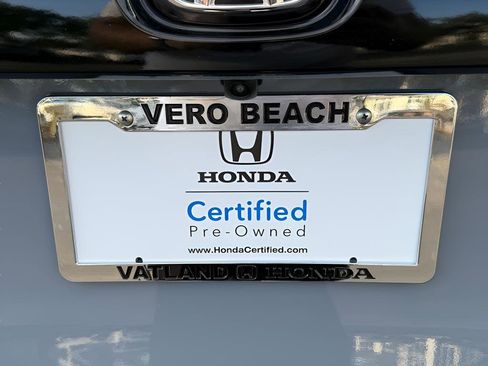 VERO BEACH
HONDA
Certified
Pre-Owned
www.HondaCertified.com
VATLAND HONDA